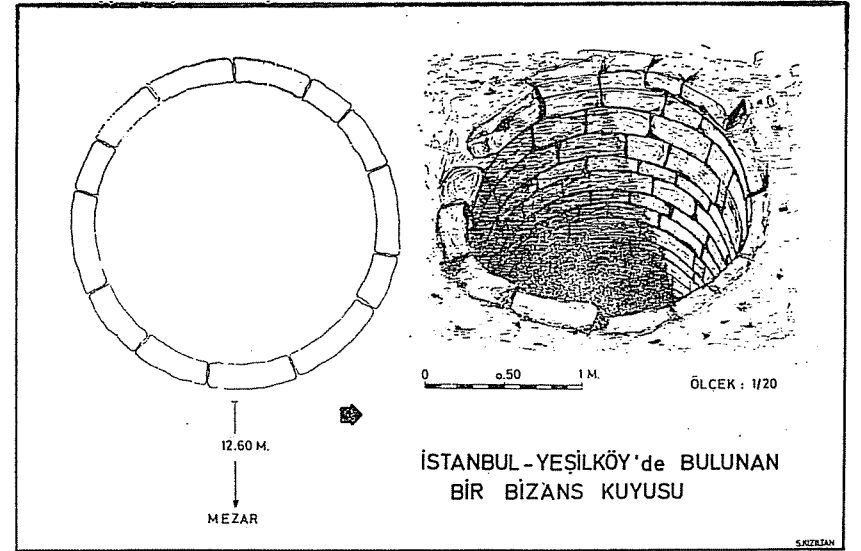 0 0.50 1 M.
ÖLÇEK : 1/20
12.60 M.
MEZAR
İSTANBUL-YEŞİLKÖY'de BULUNAN
BİR BİZANS KUYUSU
S.KIZILTAN